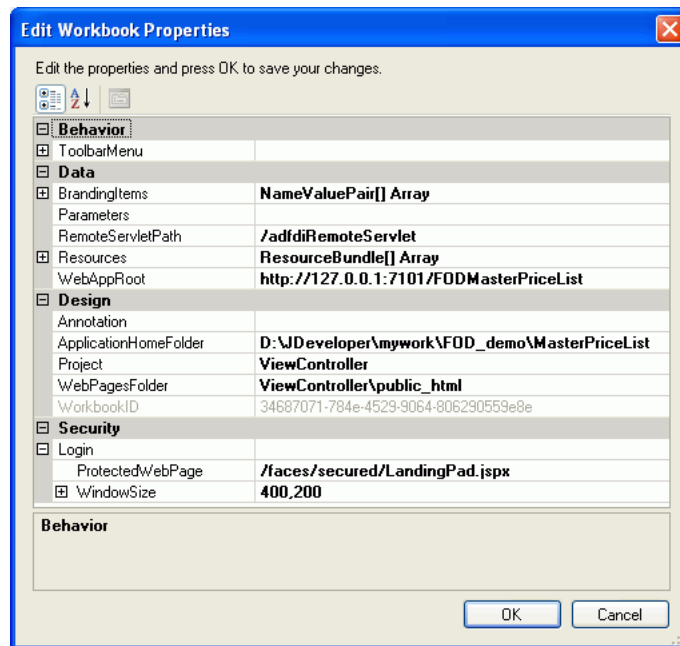 Edit Workbook Properties
Edit the properties and press OK to save your changes.
Behavior
ToolbarMenu
Data
BrandingItems NameValuePair[] Array
Parameters
RemoteServletPath /adfdiRemoteServlet
Resources ResourceBundle[] Array
WebAppRoot http://127.0.0.1:7101/FODMasterPriceList
Design
Annotation
ApplicationHomeFolder D:\JDeveloper\mywork\FOD_demo\MasterPriceList
Project ViewController
WebPagesFolder ViewController\public_html
WorkbookID 34687071-784e-4529-9064-806290559e8e
Security
Login
ProtectedWebPage /faces/secured/LandingPad.jspx
WindowSize 400,200
Behavior
OK Cancel